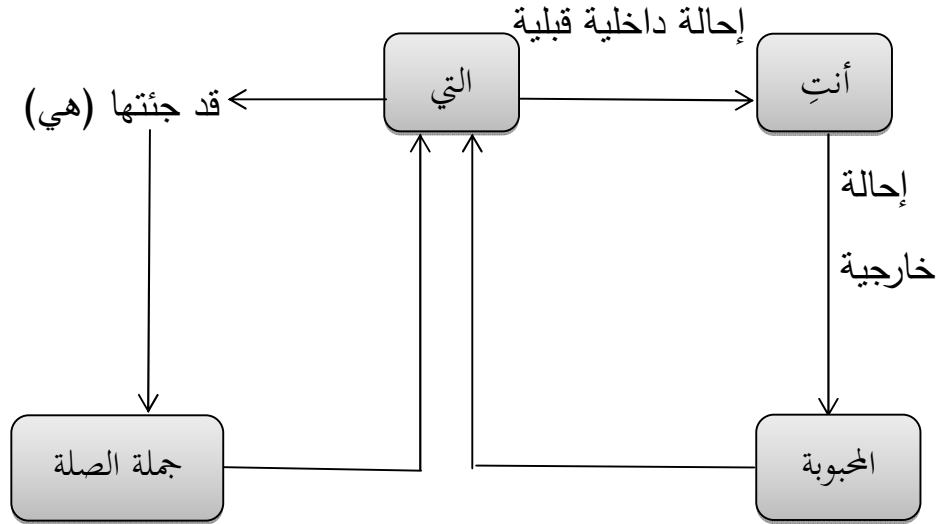 إحالة داخلية قبلية
أنتِ
التي
قد جئتها (هي)
إحالة
خارجية
المحبوبة
جملة الصلة